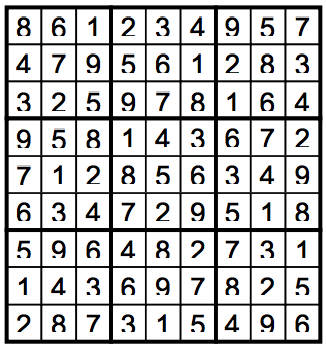 8 6 1 2 3 4 9 5 7
4 7 9 5 6 1 2 8 3
3 2 5 9 7 8 1 6 4
9 5 8 1 4 3 6 7 2
7 1 2 8 5 6 3 4 9
6 3 4 7 2 9 5 1 8
5 9 6 4 8 2 7 3 1
1 4 3 6 9 7 8 2 5
2 8 7 3 1 5 4 9 6